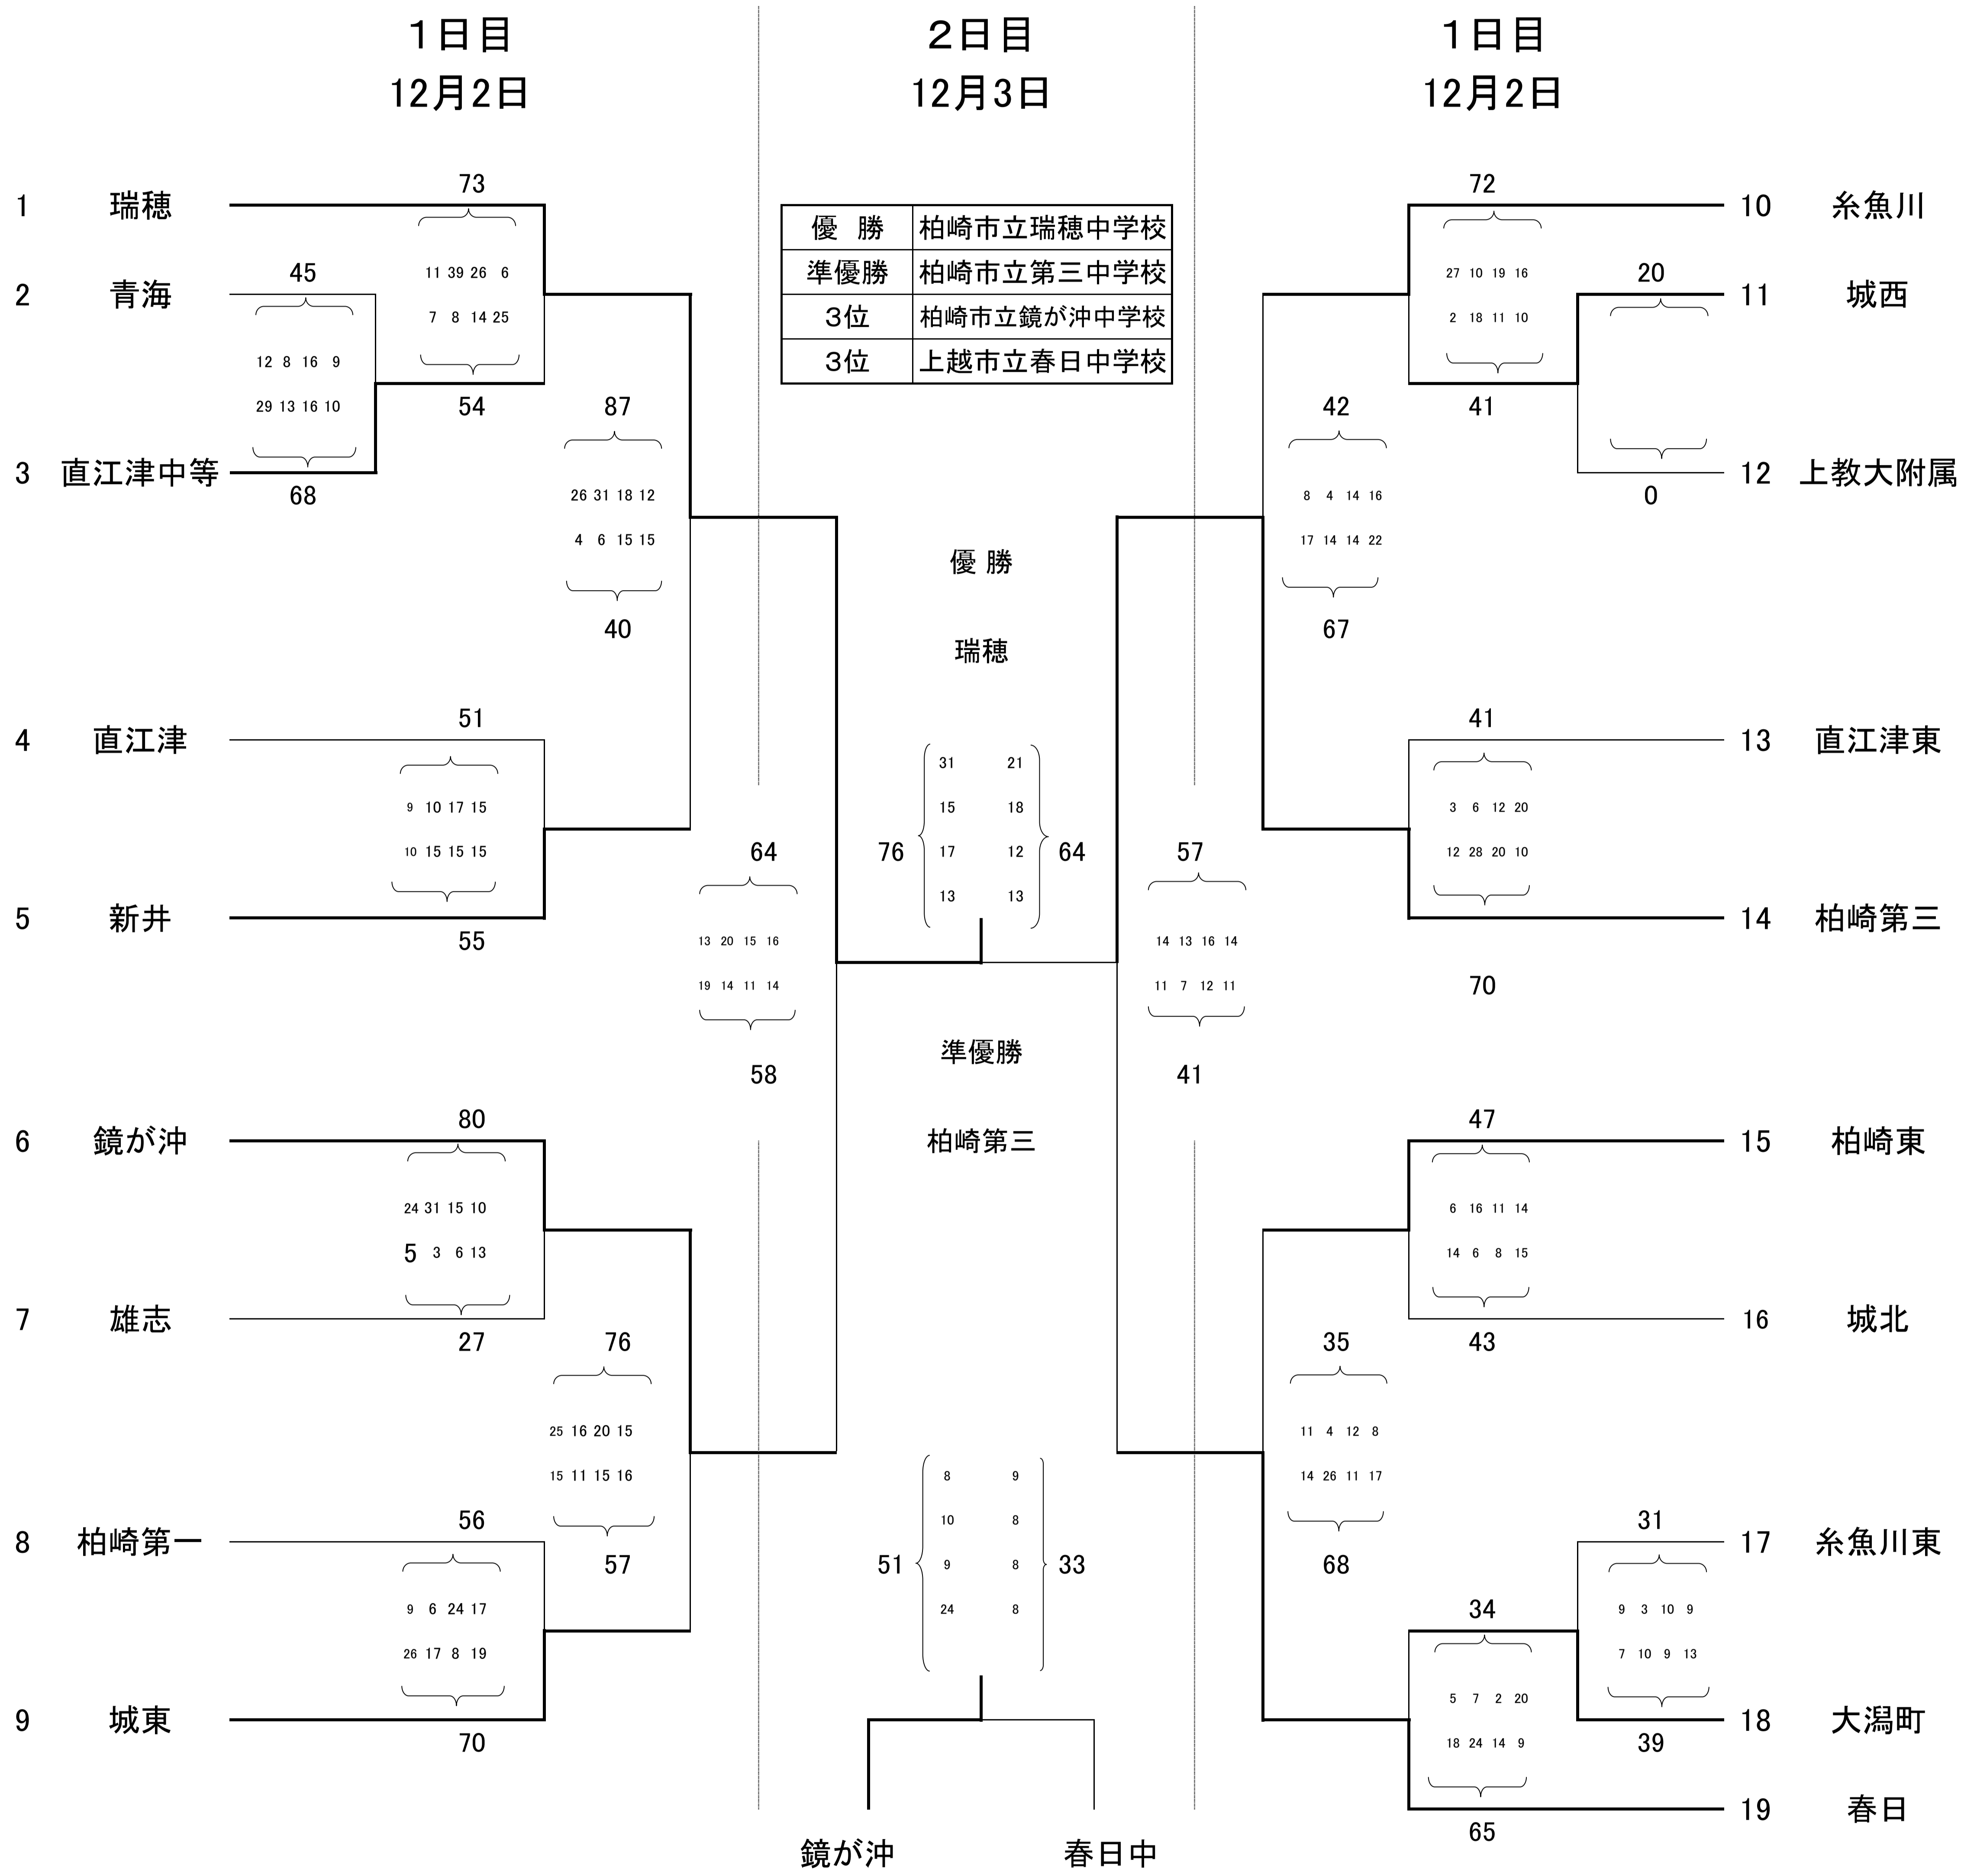 1日目
12月2日
２日目
12月3日
1日目
12月2日
優 勝 柏崎市立瑞穂中学校
準優勝 柏崎市立第三中学校
３位 柏崎市立鏡が沖中学校
３位 上越市立春日中学校
73
1 瑞穂
11 39 26 6
45
2 青海
7 8 14 25
12 8 16 9
29 13 16 10
54
3 直江津中等
68
87
26 31 18 12
4 6 15 15
40
51
4 直江津
9 10 17 15
10 15 15 15
5 新井
55
64
13 20 15 16
19 14 11 14
58
80
6 鏡が沖
24 31 15 10
5 3 6 13
7 雄志
27
76
25 16 20 15
15 11 15 16
57
56
8 柏崎第一
9 6 24 17
26 17 8 19
9 城東
70
優 勝
瑞穂
31 21
15 18
76 17 12 64
13 13
準優勝
柏崎第三
8 9
10 8
51 9 8 33
24 8
鏡が沖 春日中
72
10 糸魚川
27 10 19 16
20
11 城西
2 18 11 10
41
12 上教大附属
0
42
8 4 14 16
17 14 14 22
67
41
13 直江津東
3 6 12 20
12 28 20 10
14 柏崎第三
70
57
14 13 16 14
11 7 12 11
41
47
15 柏崎東
6 16 11 14
14 6 8 15
16 城北
43
35
11 4 12 8
14 26 11 17
68
31
17 糸魚川東
9 3 10 9
7 10 9 13
34
18 大潟町
39
5 7 2 20
18 24 14 9
19 春日
65